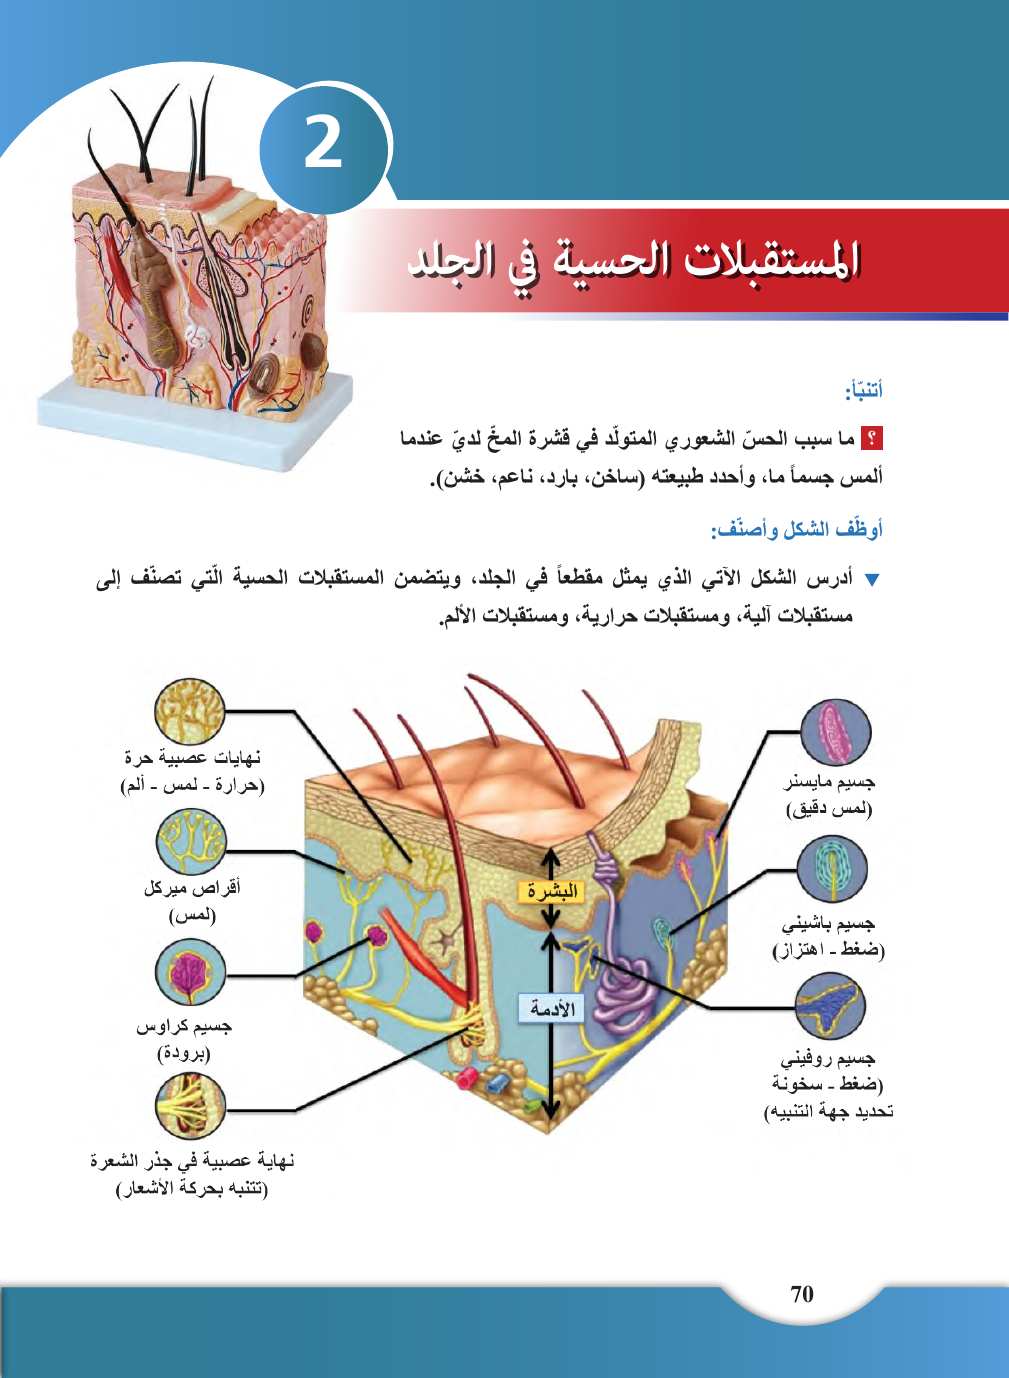 2
المستقبلات الحسية في الجلد
أتنبّأ:
؟ ما سبب الحسّ الشعوري المتولّد في قشرة المخّ لديّ عندما
ألمس جسماً ما، وأحدد طبيعته (ساخن، بارد، ناعم، خشن).
أوظّف الشكل وأصنّف:
أدرس الشكل الآتي الذي يمثل مقطعاً في الجلد، ويتضمن المستقبلات الحسية الّتي تصنّف إلى
مستقبلات آلية، ومستقبلات حرارية، ومستقبلات الألم.
جسيم مايسنر
(لمس دقيق)
جسيم باشيني
(ضغط - اهتزاز)
جسيم روفيني
(ضغط - سخونة
تحديد جهة التنبيه)
البشرة
الأدمة
نهايات عصبية حرة
(حرارة - لمس - ألم)
أقراص ميركل
(لمس)
جسيم كراوس
(برودة)
نهاية عصبية في جذر الشعرة
(تتنبه بحركة الأشعار)
70